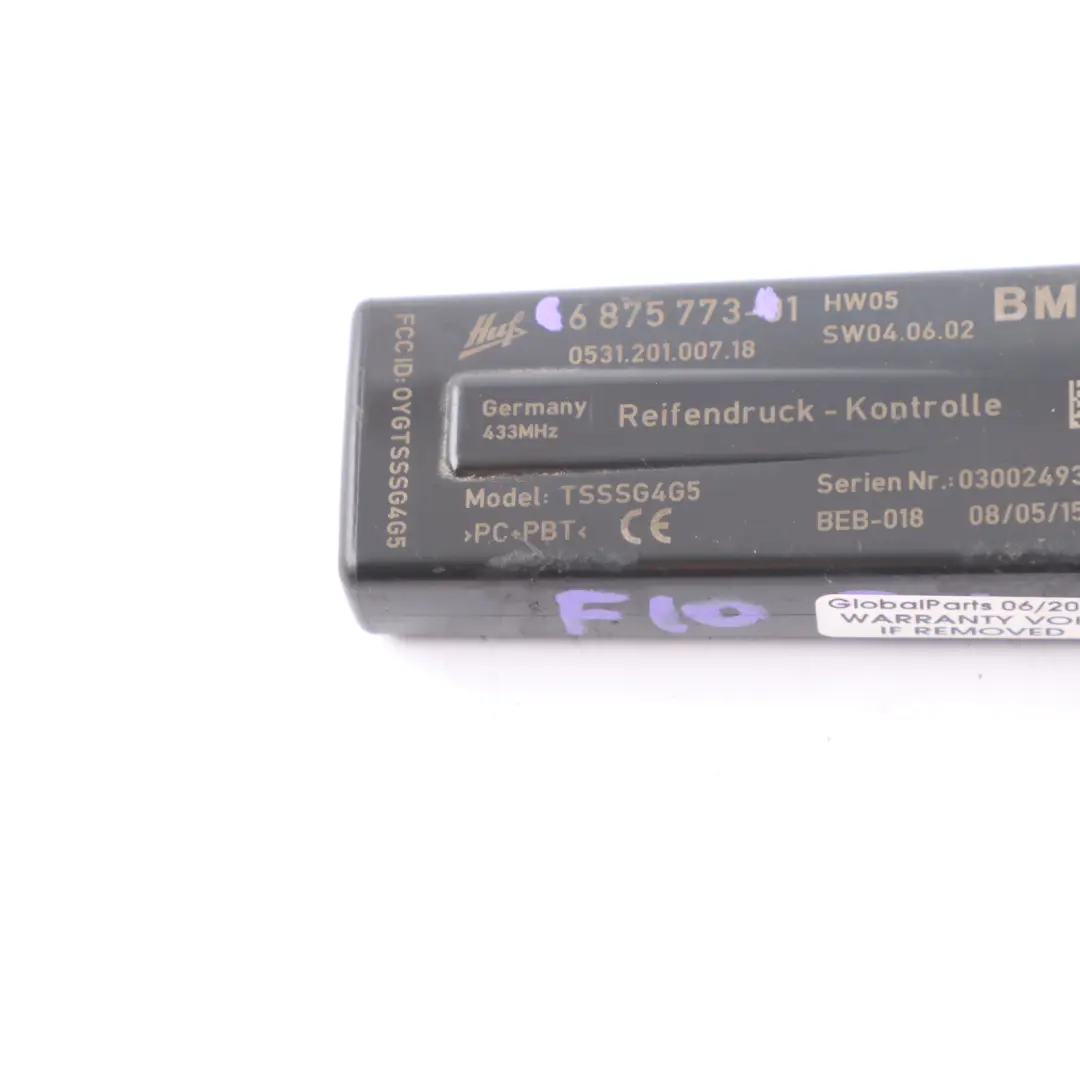 FCC ID: OYGTSSSG4G5
Huf 6 875 773-01
0531.201.007.18
HW05
SW04.06.02
BM
Germany
433MHz
Reifendruck - Kontrolle
Model: TSSSG4G5
>PC+PBT< CE
Serien Nr.: 03002493
BEB-018 08/05/15
F10
GlobalParts 06/20
WARRANTY VOI
IF REMOVED